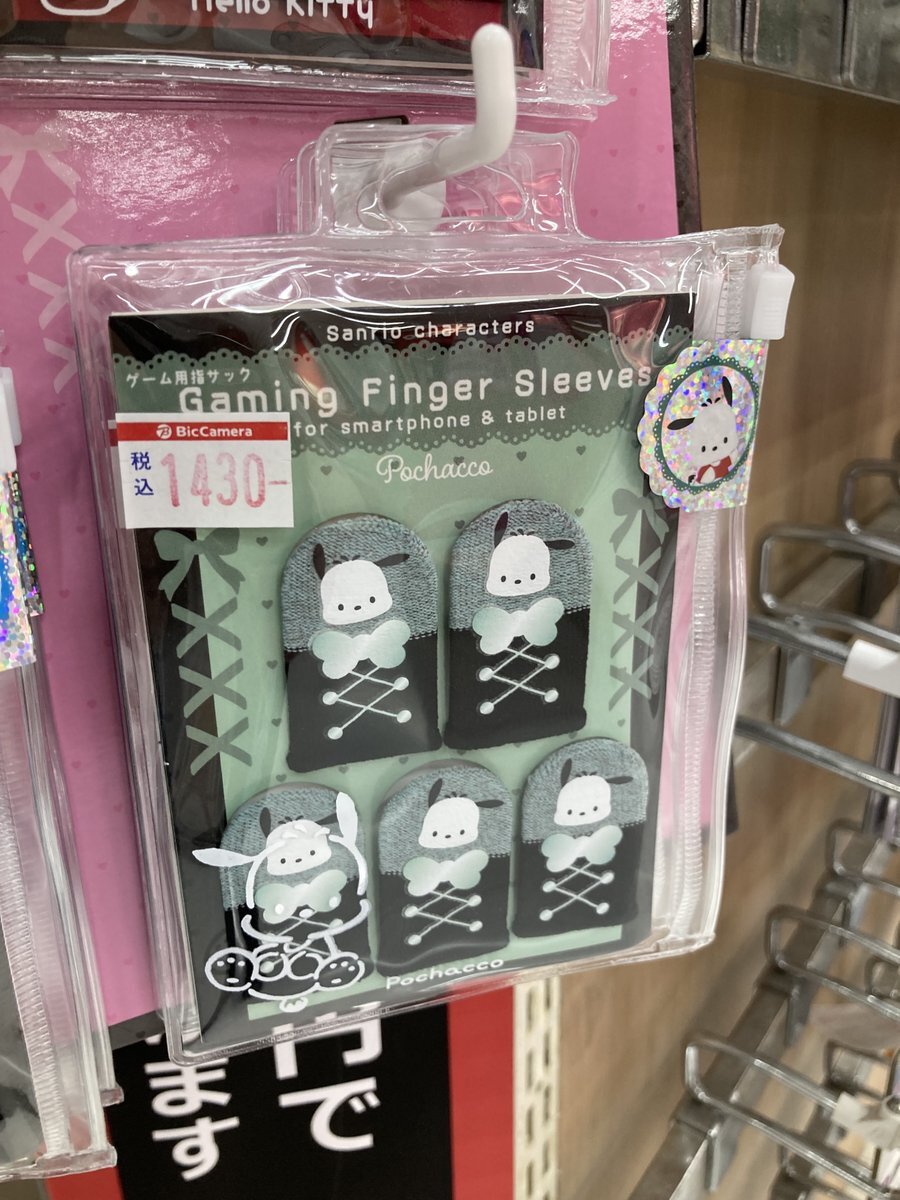 Hello Kitty
Sanrio characters
ゲーム用指サック
Gaming Finger Sleeves
for smartphone & tablet
BicCamera
税込
1430-
Pochacco
Pochacco
円で
ます